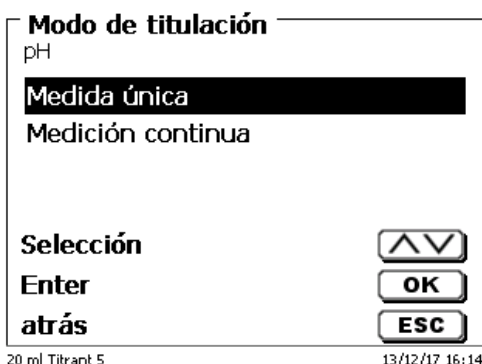 Modo de titulación
pH
Medida única
Medición continua
Selección
Enter OK
atrás ESC
20 ml Titrant 5 13/12/17 16:14